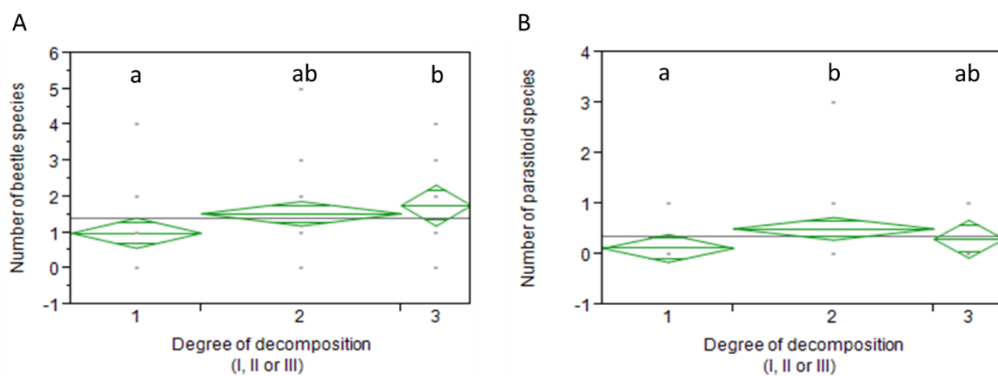 A
Number of beetle species
6
5
4
3
2
1
0
-1
a ab b
1 2 3
Degree of decomposition
(I, II or III)
B
Number of parasitoid species
4
3
2
1
0
-1
a b ab
1 2 3
Degree of decomposition
(I, II or III)